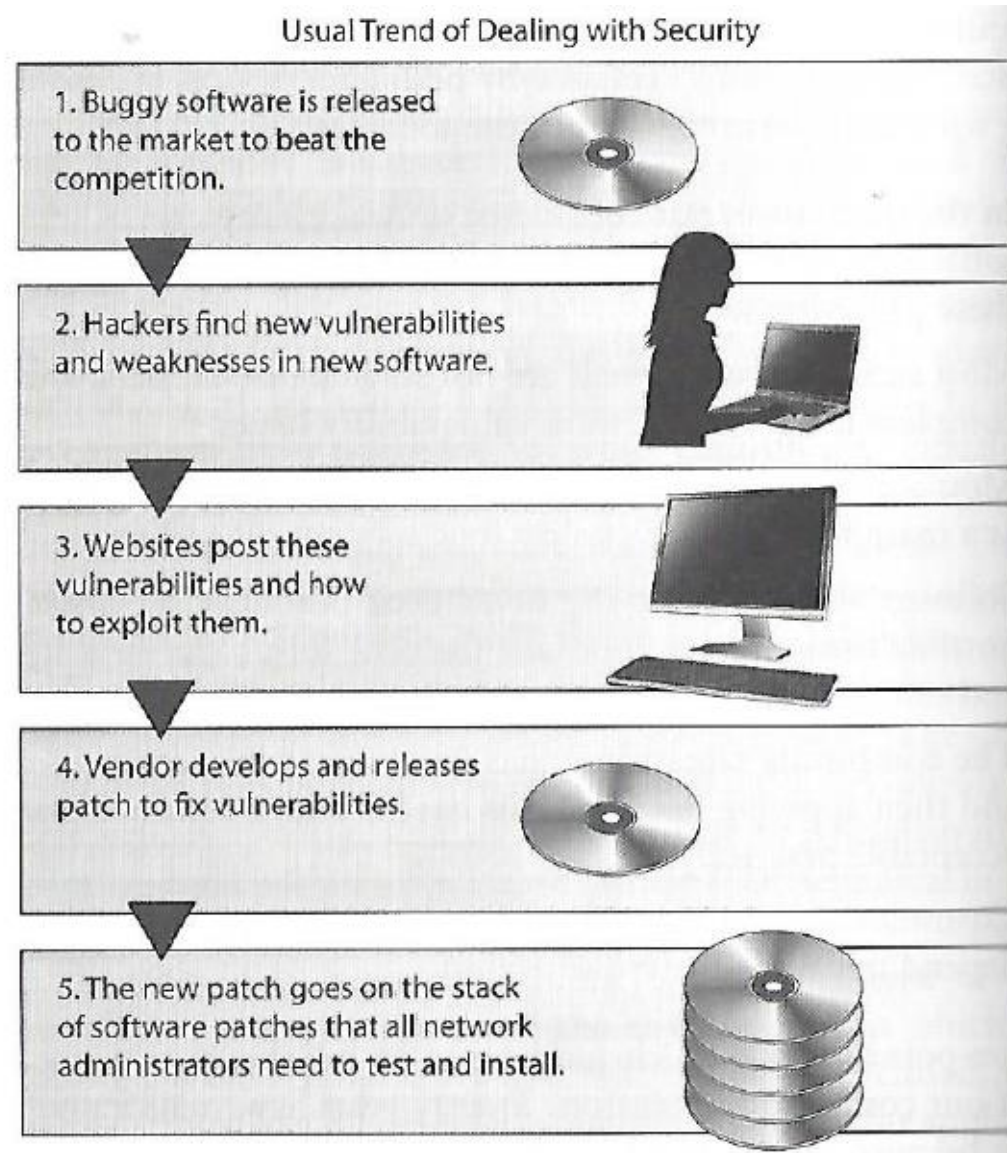 Usual Trend of Dealing with Security
1. Buggy software is released
to the market to beat the
competition.
2. Hackers find new vulnerabilities
and weaknesses in new software.
3. Websites post these
vulnerabilities and how
to exploit them.
4. Vendor develops and releases
patch to fix vulnerabilities.
5. The new patch goes on the stack
of software patches that all network
administrators need to test and install.